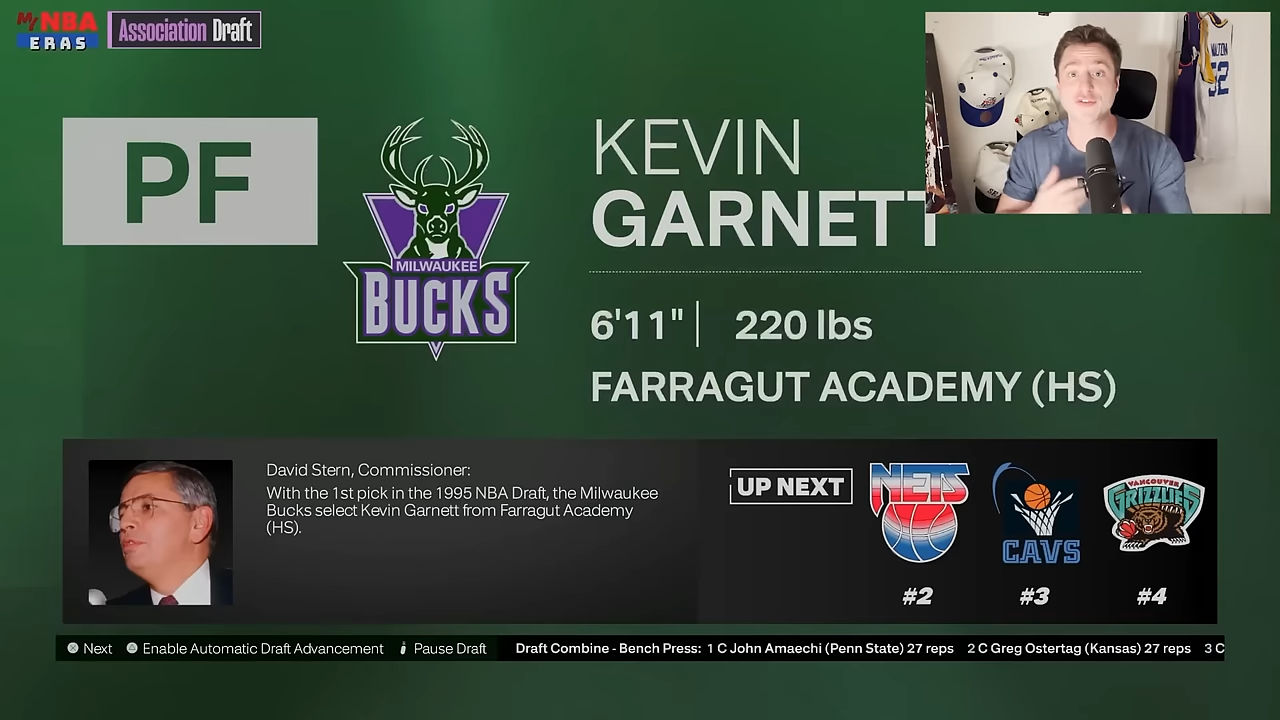 MyNBA
ERAS
Association Draft
PF
MILWAUKEE
BUCKS
KEVIN
GARNETT
6'11" | 220 lbs
FARRAGUT ACADEMY (HS)
52
David Stern, Commissioner:
With the 1st pick in the 1995 NBA Draft, the Milwaukee
Bucks select Kevin Garnett from Farragut Academy
(HS).
UP NEXT
NETS
CAVS
VANCOUVER
GRIZZLIES
#2
#3
#4
Next
Enable Automatic Draft Advancement
Pause Draft
Draft Combine - Bench Press: 1 C John Amaechi (Penn State) 27 reps 2 C Greg Ostertag (Kansas) 27 reps 3 C